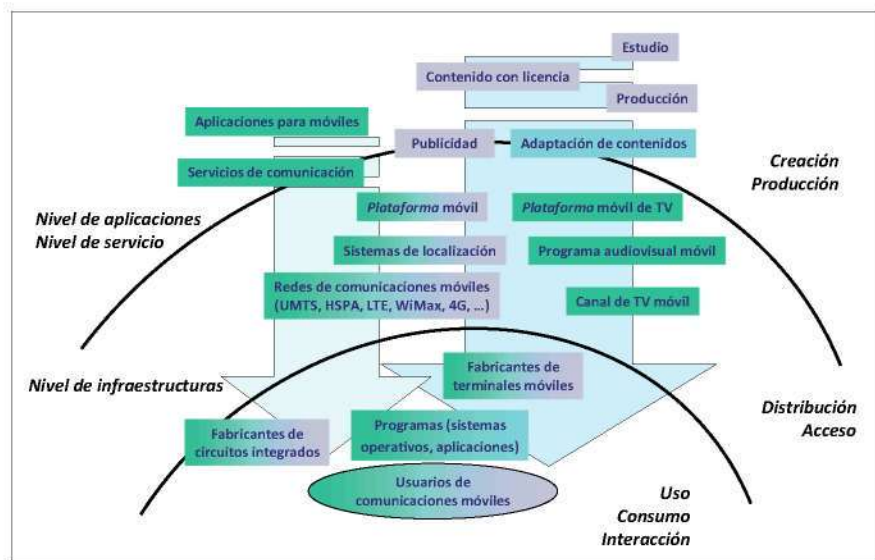 Estudio
Contenido con licencia
Producción
Aplicaciones para móviles
Publicidad
Adaptación de contenidos
Servicios de comunicación
Creación
Producción
Nivel de aplicaciones
Nivel de servicio
Plataforma móvil
Plataforma móvil de TV
Sistemas de localización
Programa audiovisual móvil
Redes de comunicaciones móviles
(UMTS, HSPA, LTE, WiMax, 4G, ...)
Canal de TV móvil
Nivel de infraestructuras
Fabricantes de
terminales móviles
Distribución
Acceso
Fabricantes de
circuitos integrados
Programas (sistemas
operativos, aplicaciones)
Usuarios de
comunicaciones móviles
Uso
Consumo
Interacción